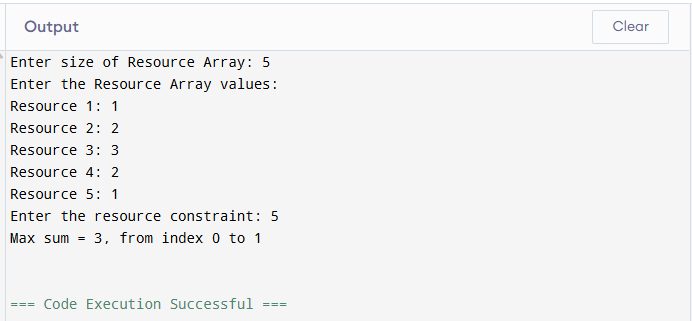 Output
Clear
Enter size of Resource Array: 5
Enter the Resource Array values:
Resource 1: 1
Resource 2: 2
Resource 3: 3
Resource 4: 2
Resource 5: 1
Enter the resource constraint: 5
Max sum = 3, from index 0 to 1
=== Code Execution Successful ===